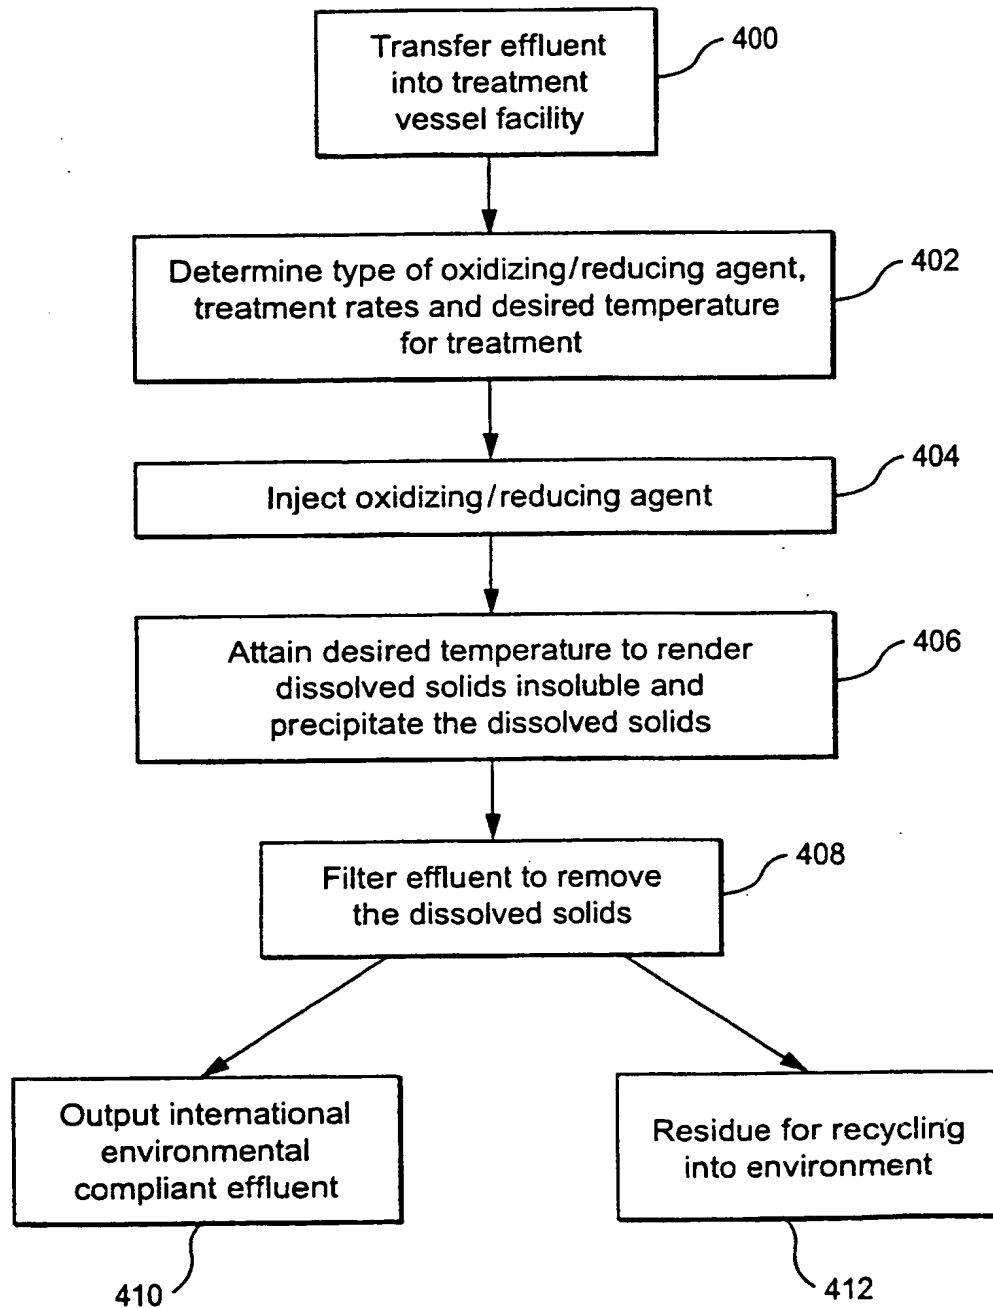 Transfer effluent
into treatment
vessel facility
400
Determine type of oxidizing/reducing agent,
treatment rates and desired temperature
for treatment
402
Inject oxidizing/reducing agent
404
Attain desired temperature to render
dissolved solids insoluble and
precipitate the dissolved solids
406
Filter effluent to remove
the dissolved solids
408
Output international
environmental
compliant effluent
410
Residue for recycling
into environment
412